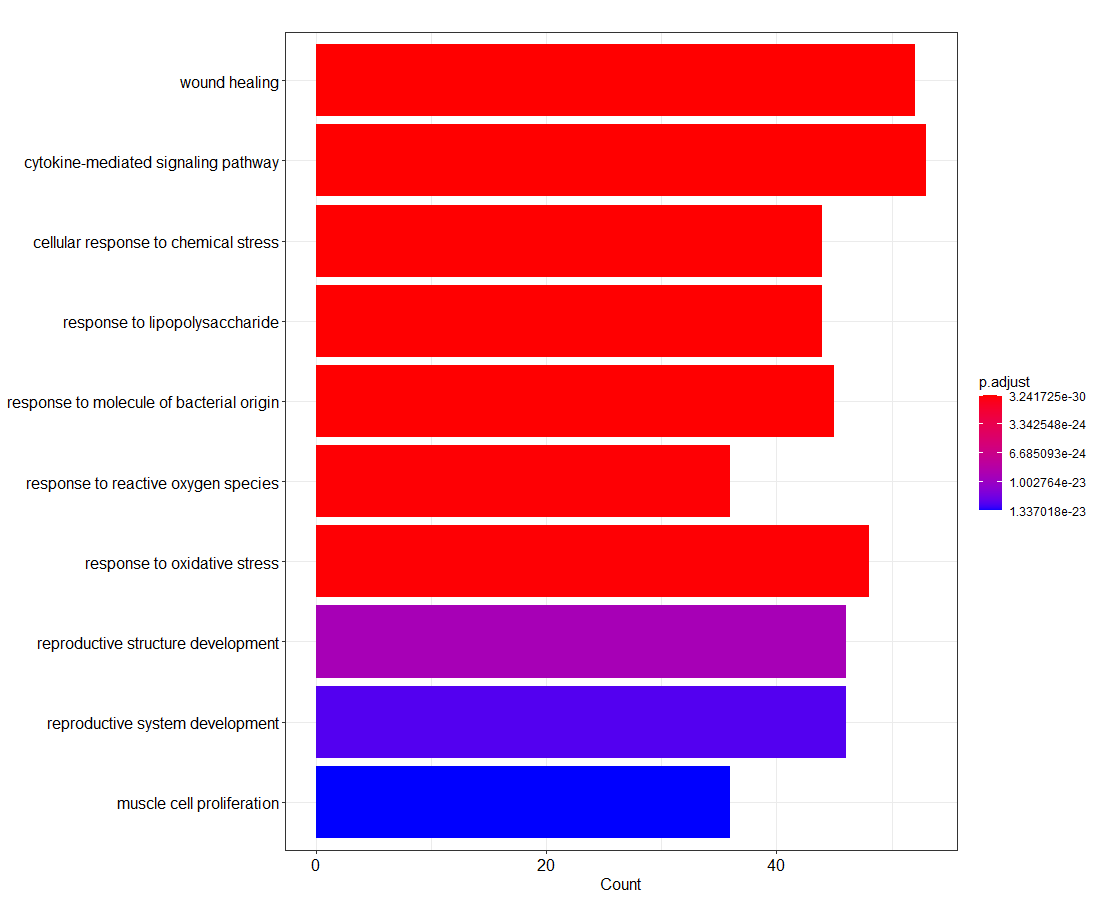 wound healing
cytokine-mediated signaling pathway
cellular response to chemical stress
response to lipopolysaccharide
response to molecule of bacterial origin
response to reactive oxygen species
response to oxidative stress
reproductive structure development
reproductive system development
muscle cell proliferation
0 20 40
Count
p.adjust
3.241725e-30
3.342548e-24
6.685093e-24
1.002764e-23
1.337018e-23